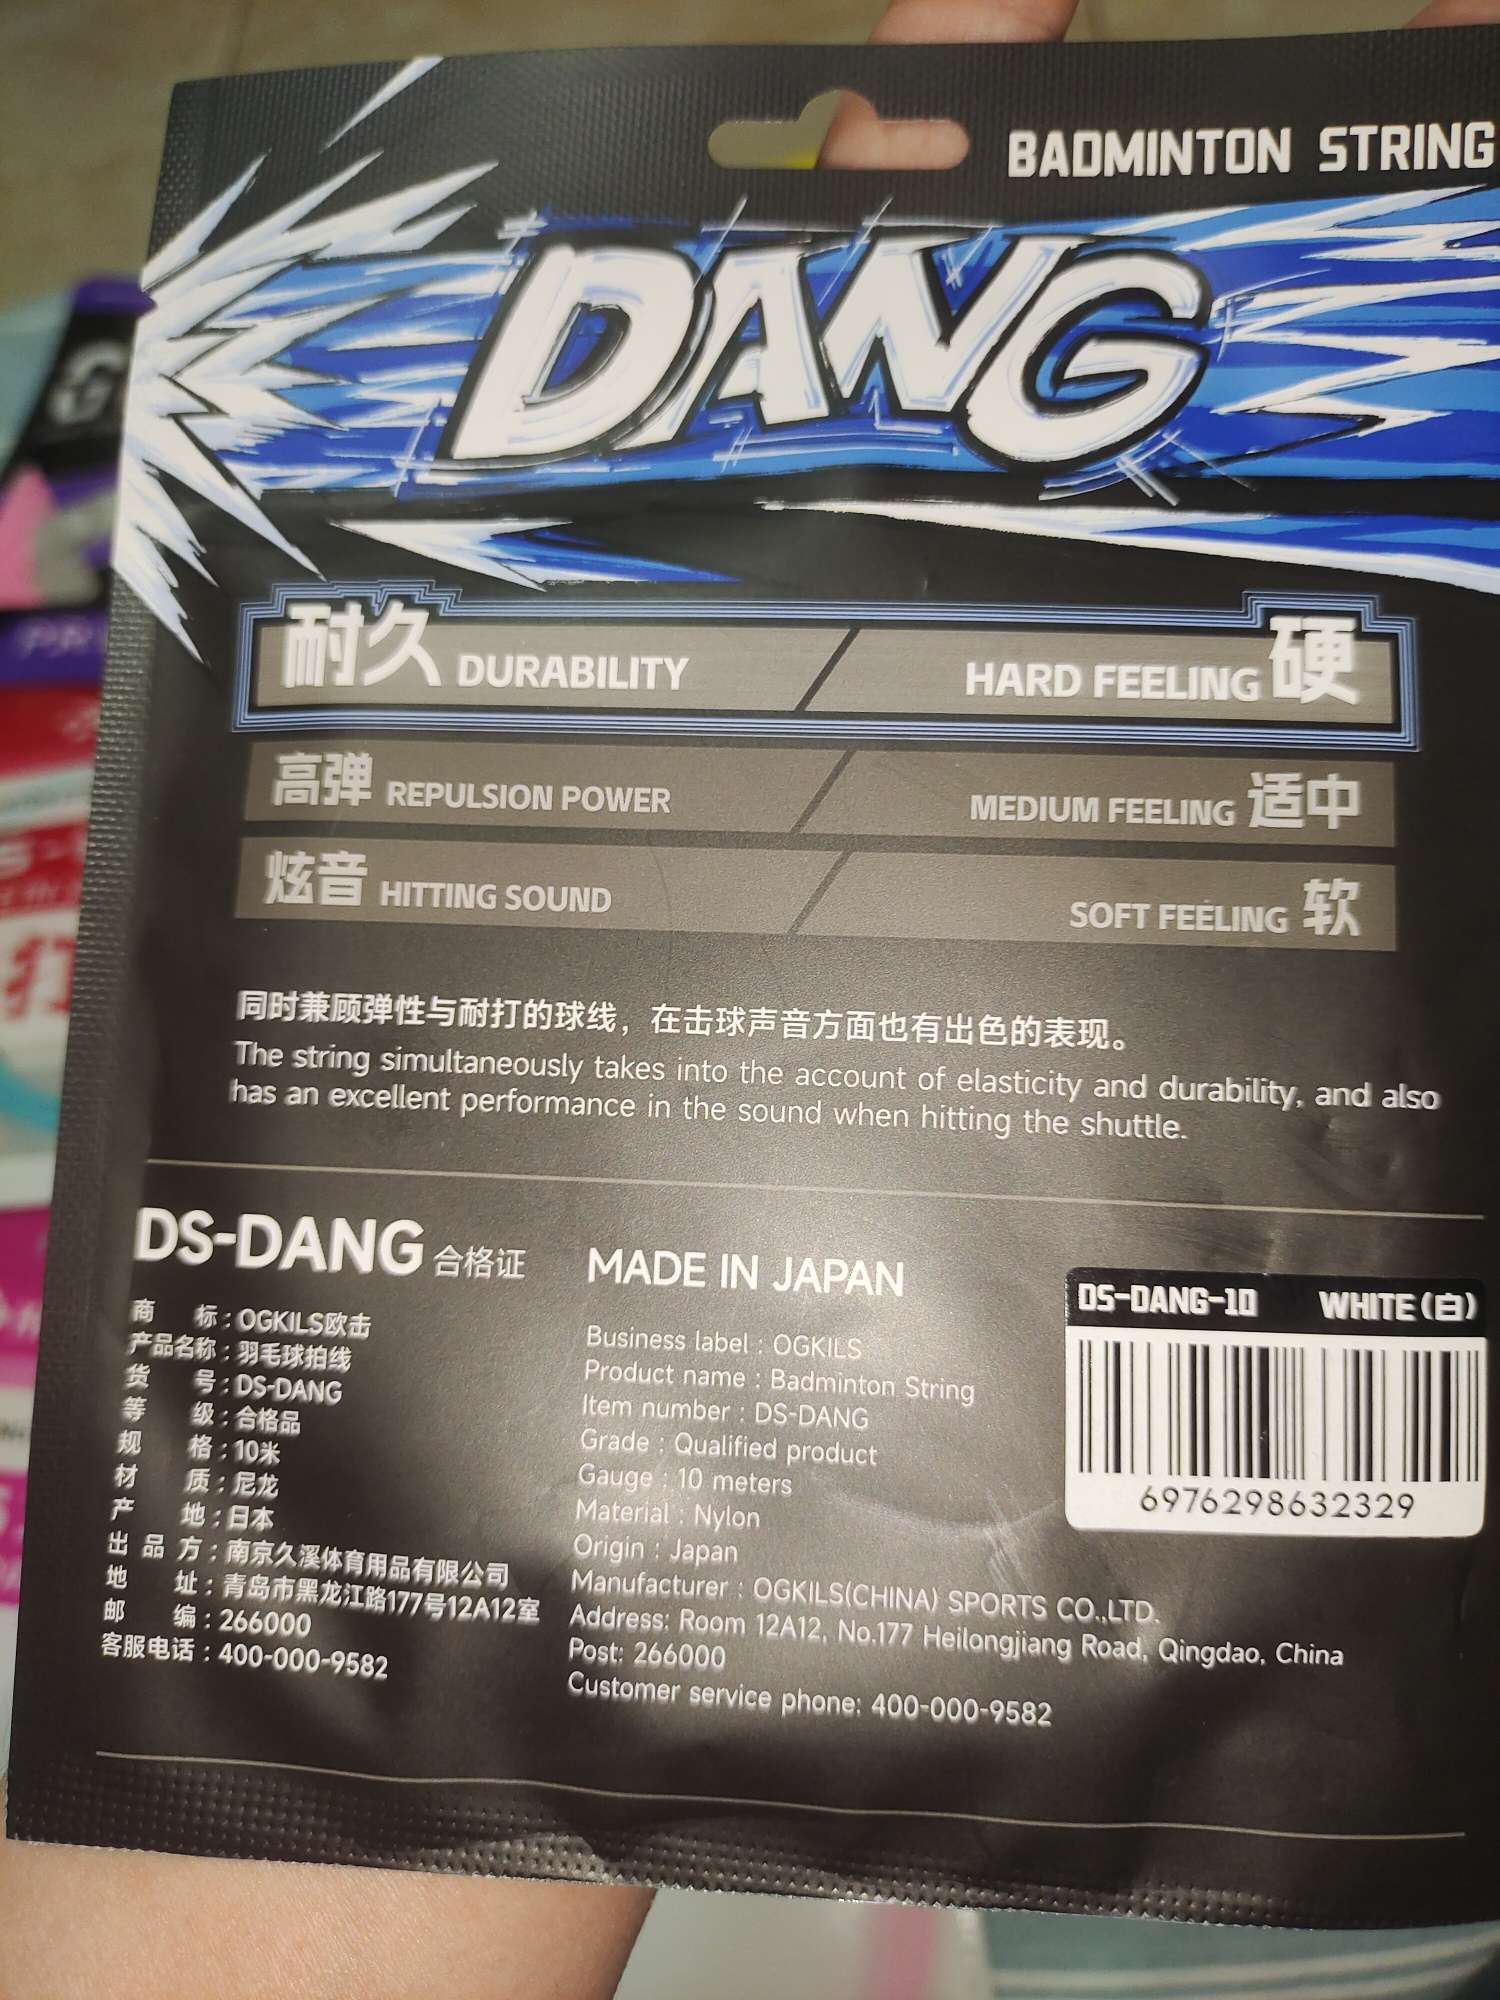 BADMINTON STRING
DANG
耐久 DURABILITY HARD FEELING 硬
高弹 REPULSION POWER MEDIUM FEELING 适中
炫音 HITTING SOUND SOFT FEELING 软
同时兼顾弹性与耐打的球线，在击球声音方面也有出色的表现。
The string simultaneously takes into the account of elasticity and durability, and also
has an excellent performance in the sound when hitting the shuttle.
DS-DANG 合格证
商 标：OGKILS欧击
产品名称：羽毛球拍线
货 号：DS-DANG
等 级：合格品
规 格：10米
材 质：尼龙
产 地：日本
出 品 方：南京久溪体育用品有限公司
地 址：青岛市黑龙江路177号12A12室
邮 编：266000
客服电话：400-000-9582
MADE IN JAPAN
Business label : OGKILS
Product name : Badminton String
Item number : DS-DANG
Grade : Qualified product
Gauge : 10 meters
Material : Nylon
Origin : Japan
Manufacturer : OGKILS(CHINA) SPORTS CO.,LTD.
Address: Room 12A12, No.177 Heilongjiang Road, Qingdao, China
Post: 266000
Customer service phone: 400-000-9582
DS-DANG-10 WHITE(白)
6976298632329